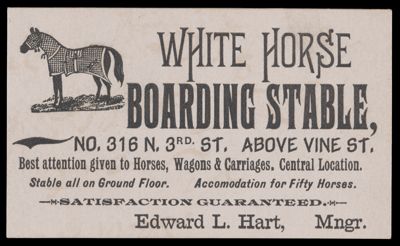 WHITE HORSE
BOARDING STABLE,
NO. 316 N. 3RD. ST. ABOVE VINE ST.
Best attention given to Horses, Wagons & Carriages. Central Location.
Stable all on Ground Floor. Accomodation for Fifty Horses.
SATISFACTION GUARANTEED.
Edward L. Hart, Mngr.